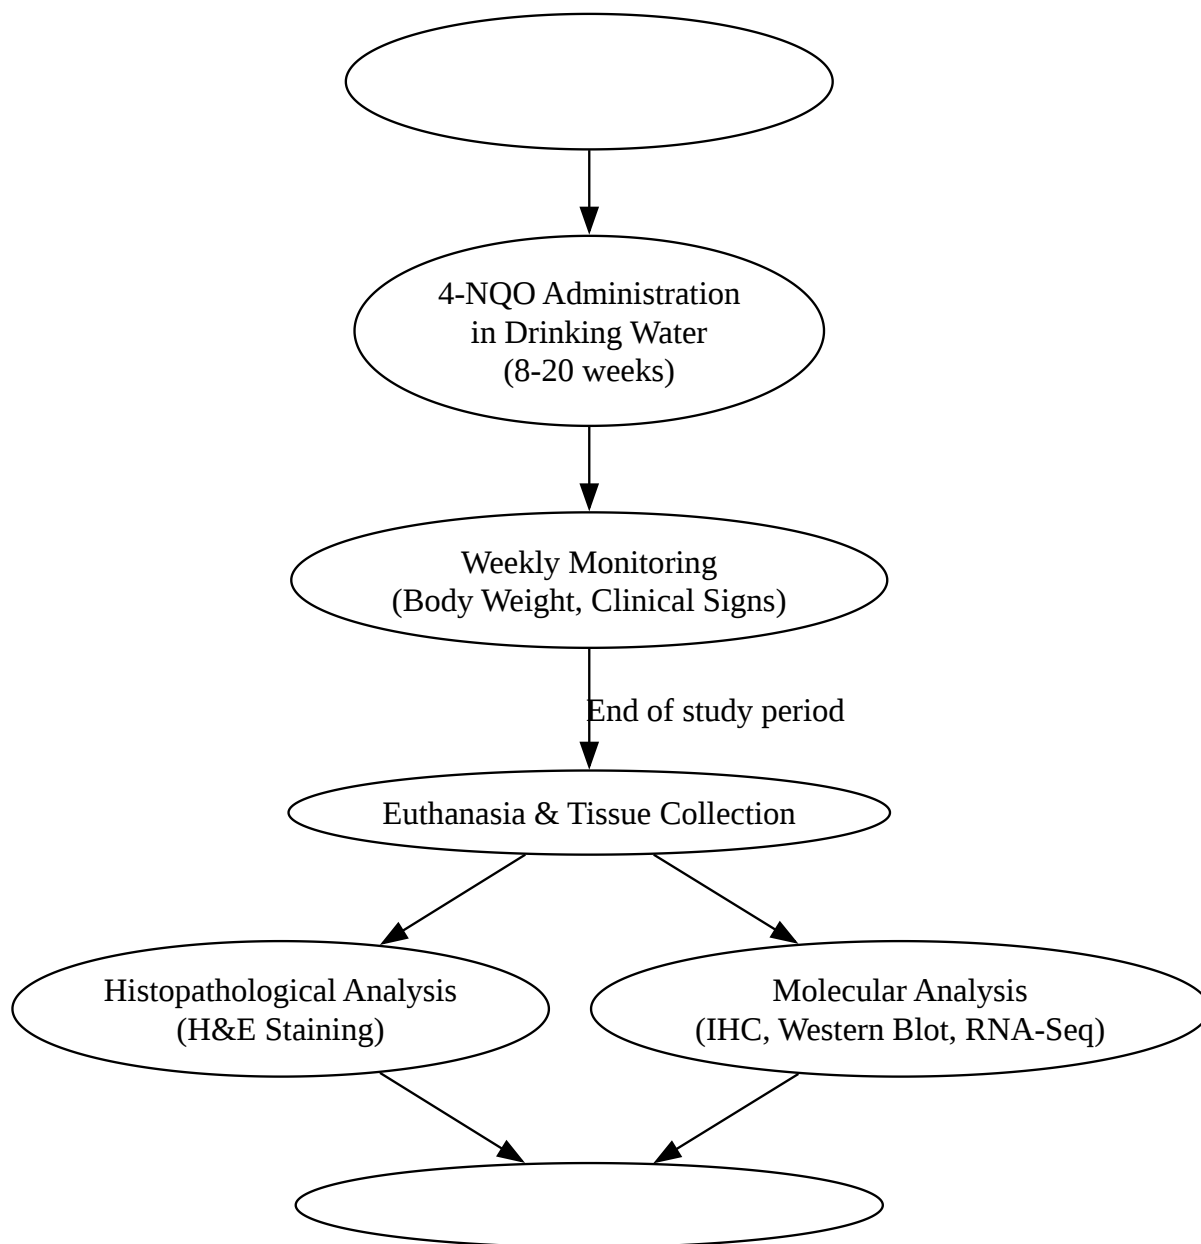 4-NQO Administration
in Drinking Water
(8-20 weeks)
Weekly Monitoring
(Body Weight, Clinical Signs)
End of study period
Euthanasia & Tissue Collection
Histopathological Analysis
(H&E Staining)
Molecular Analysis
(IHC, Western Blot, RNA-Seq)